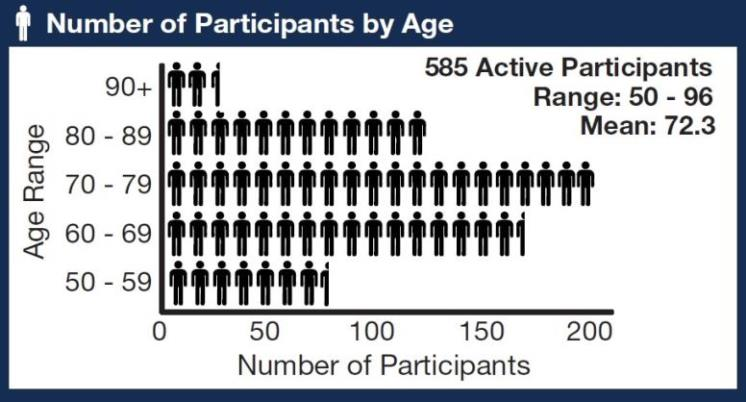 Number of Participants by Age
585 Active Participants
Range: 50 - 96
Mean: 72.3
Age Range
90+
80 - 89
70 - 79
60 - 69
50 - 59
0 50 100 150 200
Number of Participants